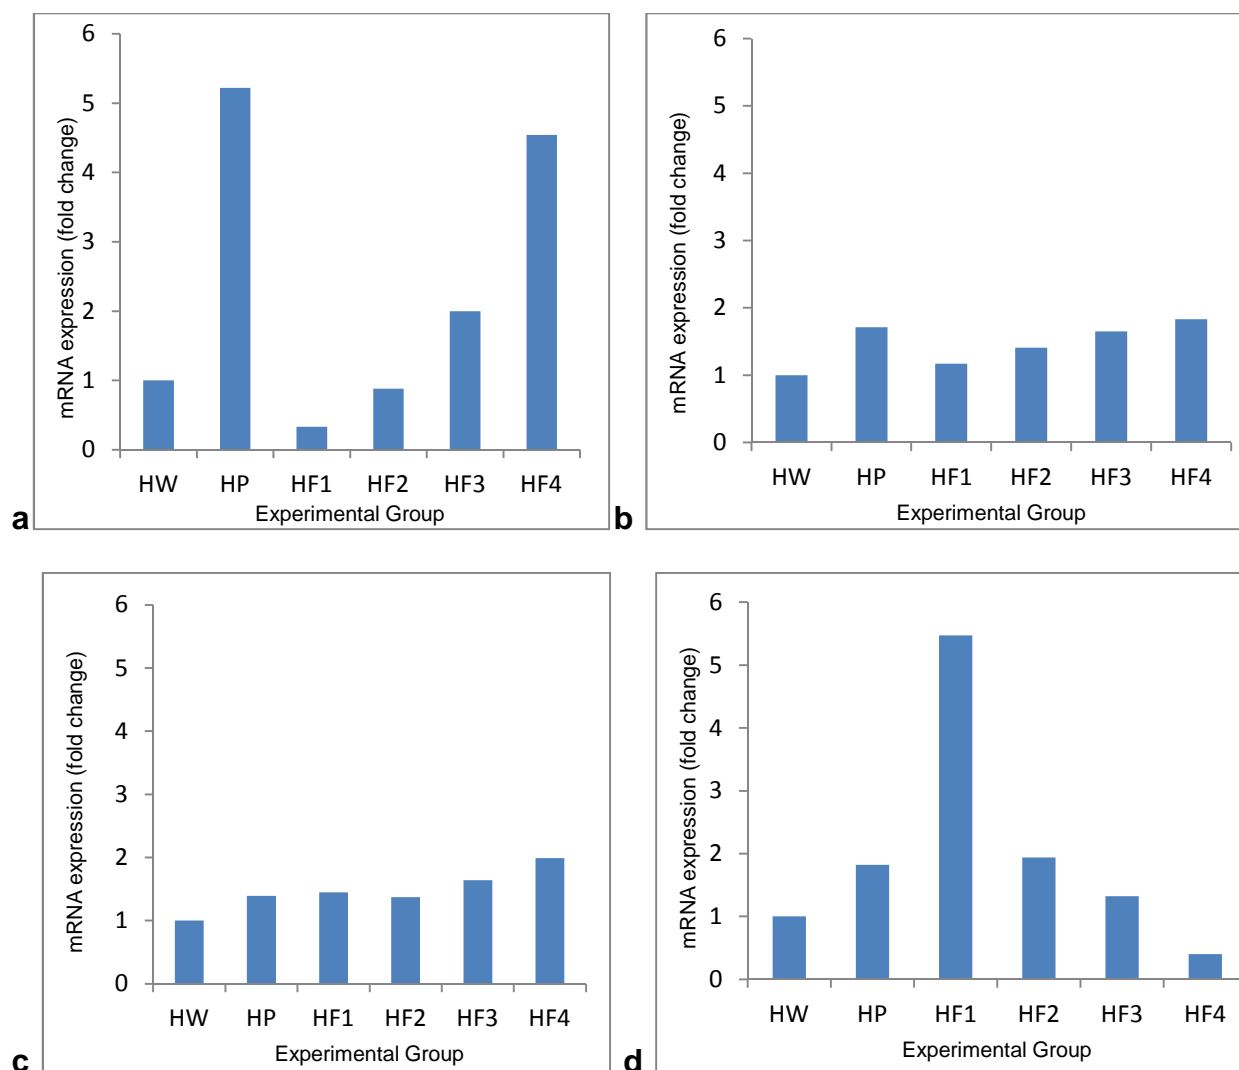 mRNA expression (fold change)
6
5
4
3
2
1
0
HW HP HF1 HF2 HF3 HF4
Experimental Group
a
mRNA expression (fold change)
6
5
4
3
2
1
0
HW HP HF1 HF2 HF3 HF4
Experimental Group
b
mRNA expression (fold change)
6
5
4
3
2
1
0
HW HP HF1 HF2 HF3 HF4
Experimental Group
c
mRNA expression (fold change)
6
5
4
3
2
1
0
HW HP HF1 HF2 HF3 HF4
Experimental Group
d